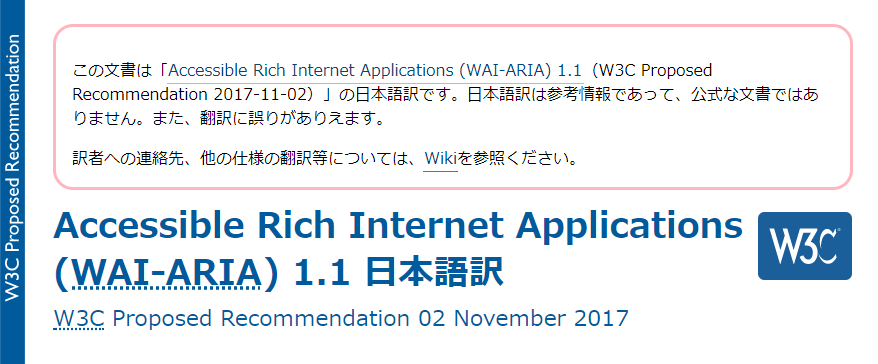 この文書は「Accessible Rich Internet Applications (WAI-ARIA) 1.1（W3C Proposed
Recommendation 2017-11-02）」の日本語訳です。日本語訳は参考情報であって、公式な文書ではあ
りません。また、翻訳に誤りがありえます。
訳者への連絡先、他の仕様の翻訳等については、Wikiを参照ください。
Accessible Rich Internet Applications
(WAI-ARIA) 1.1 日本語訳
W3C
W3C Proposed Recommendation 02 November 2017
W3C Proposed Recommendation